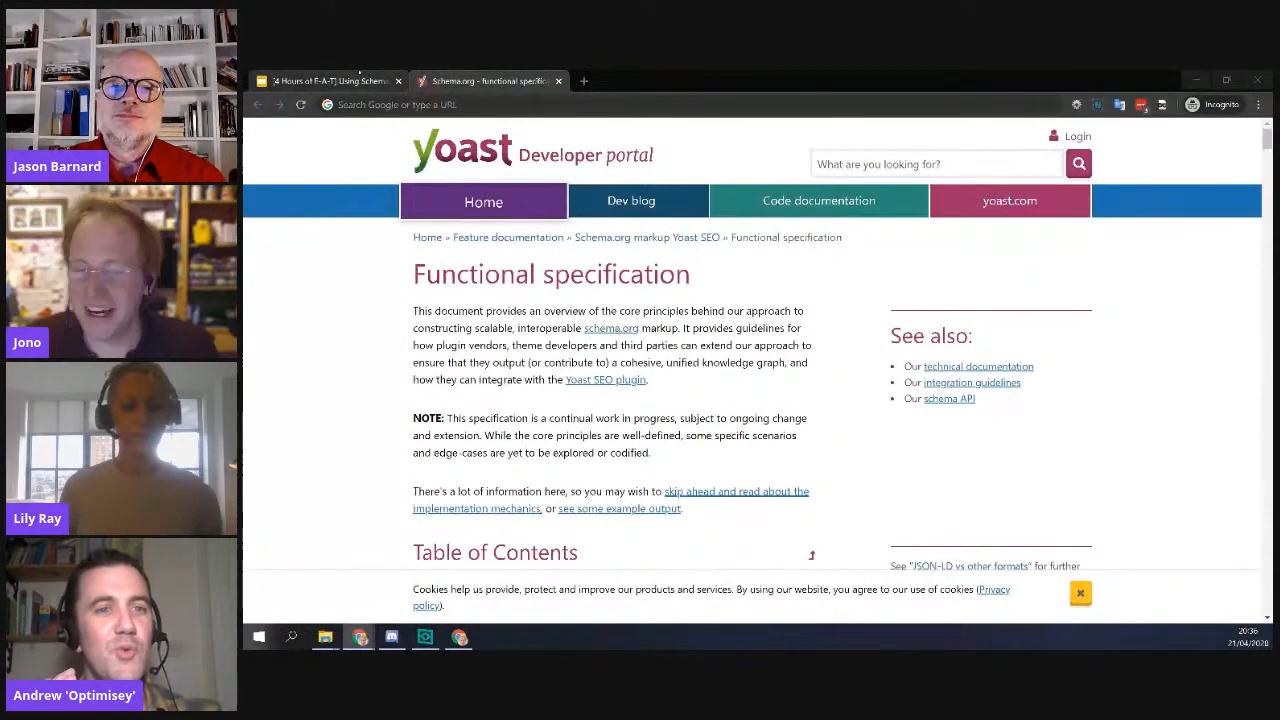 Jason Barnard
Jono
Lily Ray
Andrew 'Optimisey'
[4 Hours of E-A-T] Using Schema
Schema.org - functional specific
Search Google or type a URL
Incognito
yoast Developer portal
Login
What are you looking for?
Home
Dev blog
Code documentation
yoast.com
Home » Feature documentation » Schema.org markup Yoast SEO » Functional specification
Functional specification
This document provides an overview of the core principles behind our approach to
constructing scalable, interoperable schema.org markup. It provides guidelines for
how plugin vendors, theme developers and third parties can extend our approach to
ensure that they output (or contribute to) a cohesive, unified knowledge graph, and
how they can integrate with the Yoast SEO plugin.
NOTE: This specification is a continual work in progress, subject to ongoing change
and extension. While the core principles are well-defined, some specific scenarios
and edge-cases are yet to be explored or codified.
There's a lot of information here, so you may wish to skip ahead and read about the
implementation mechanics, or see some example output.
Table of Contents
See also:
Our technical documentation
Our integration guidelines
Our schema API
See "JSON-LD vs other formats" for further
Cookies help us provide, protect and improve our products and services. By using our website, you agree to our use of cookies (Privacy
policy).
20:36
21/04/2020